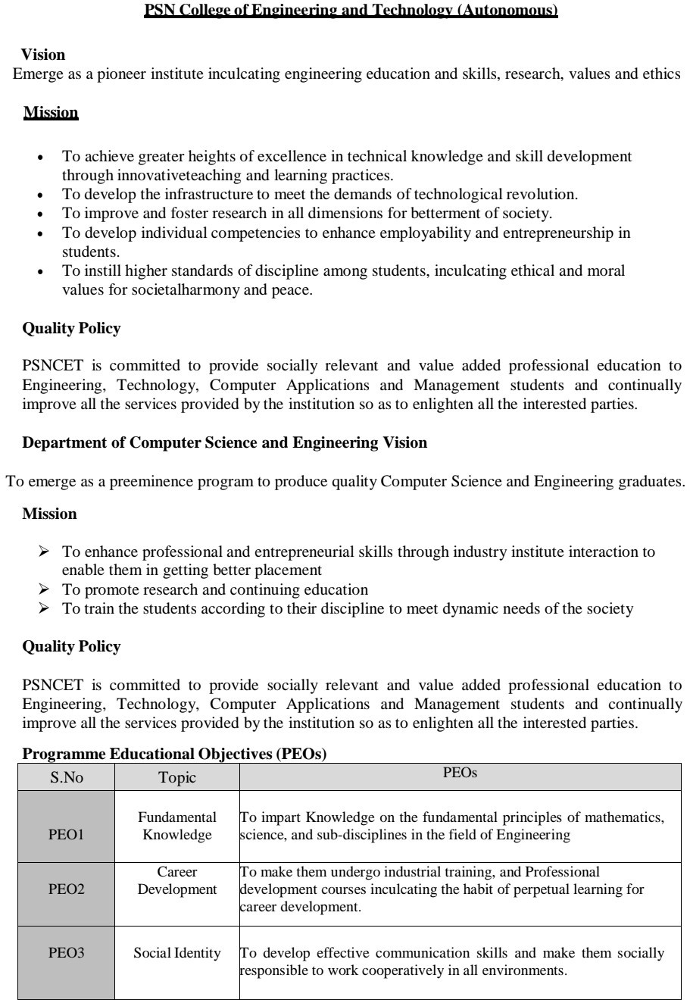 PSN College of Engineering and Technology (Autonomous)
Vision
Emerge as a pioneer institute inculcating engineering education and skills, research, values and ethics
Mission
• To achieve greater heights of excellence in technical knowledge and skill development
through innovativeteaching and learning practices.
• To develop the infrastructure to meet the demands of technological revolution.
• To improve and foster research in all dimensions for betterment of society.
• To develop individual competencies to enhance employability and entrepreneurship in
students.
• To instill higher standards of discipline among students, inculcating ethical and moral
values for societalharmony and peace.
Quality Policy
PSNCET is committed to provide socially relevant and value added professional education to
Engineering, Technology, Computer Applications and Management students and continually
improve all the services provided by the institution so as to enlighten all the interested parties.
Department of Computer Science and Engineering Vision
To emerge as a preeminence program to produce quality Computer Science and Engineering graduates.
Mission
➢ To enhance professional and entrepreneurial skills through industry institute interaction to
enable them in getting better placement
➢ To promote research and continuing education
➢ To train the students according to their discipline to meet dynamic needs of the society
Quality Policy
PSNCET is committed to provide socially relevant and value added professional education to
Engineering, Technology, Computer Applications and Management students and continually
improve all the services provided by the institution so as to enlighten all the interested parties.
Programme Educational Objectives (PEOs)
S.No Topic PEOs
PEO1
Fundamental
Knowledge
To impart Knowledge on the fundamental principles of mathematics,
science, and sub-disciplines in the field of Engineering
PEO2
Career
Development
To make them undergo industrial training, and Professional
development courses inculcating the habit of perpetual learning for
career development.
PEO3
Social Identity
To develop effective communication skills and make them socially
responsible to work cooperatively in all environments.